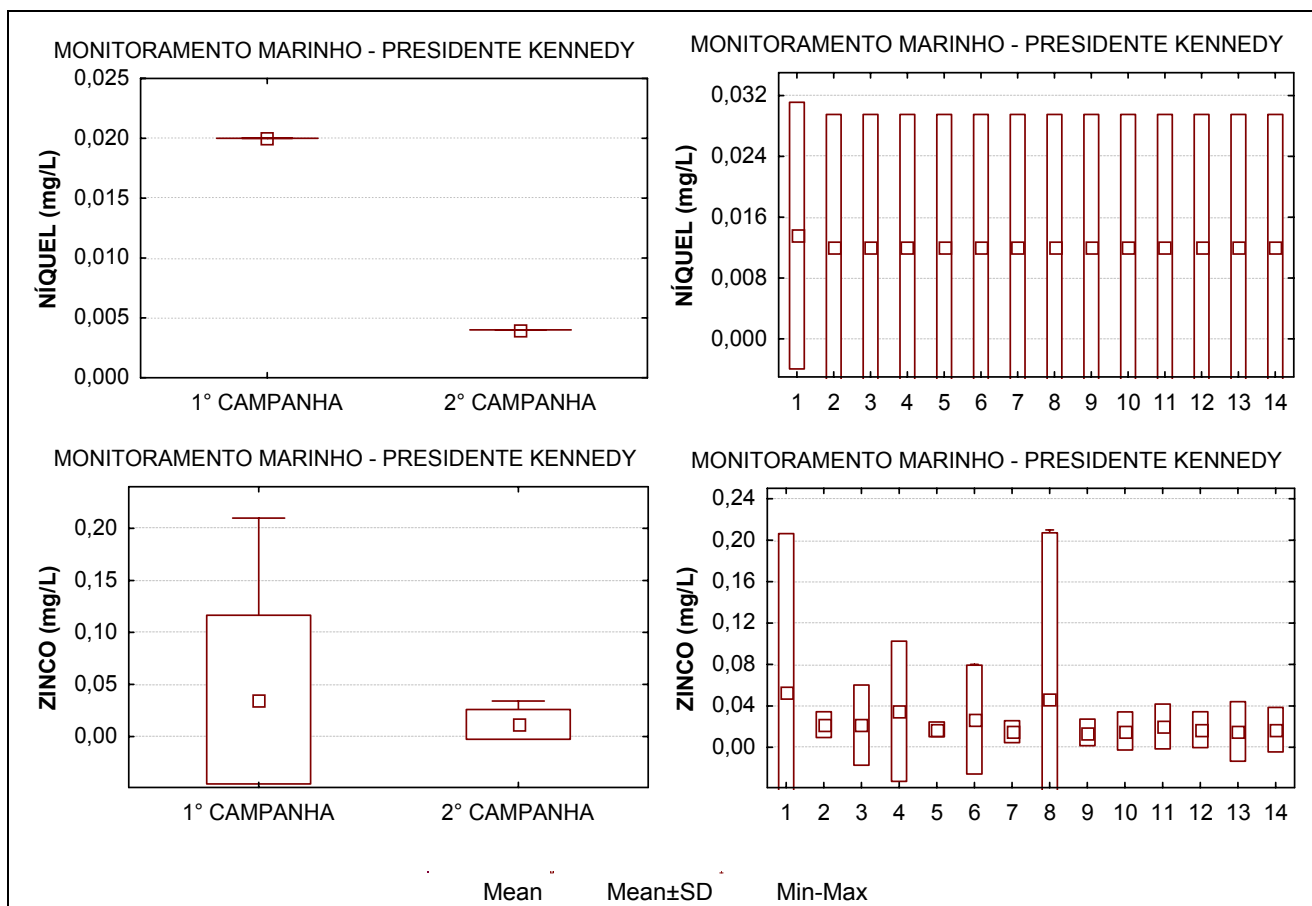 MONITORAMENTO MARINHO - PRESIDENTE KENNEDY
NÍQUEL (mg/L)
0,025
0,020
0,015
0,010
0,005
0,000
1° CAMPANHA 2° CAMPANHA
MONITORAMENTO MARINHO - PRESIDENTE KENNEDY
NÍQUEL (mg/L)
0,032
0,024
0,016
0,008
0,000
1 2 3 4 5 6 7 8 9 10 11 12 13 14
MONITORAMENTO MARINHO - PRESIDENTE KENNEDY
ZINCO (mg/L)
0,20
0,15
0,10
0,05
0,00
1° CAMPANHA 2° CAMPANHA
MONITORAMENTO MARINHO - PRESIDENTE KENNEDY
ZINCO (mg/L)
0,24
0,20
0,16
0,12
0,08
0,04
0,00
1 2 3 4 5 6 7 8 9 10 11 12 13 14
Mean Mean±SD Min-Max